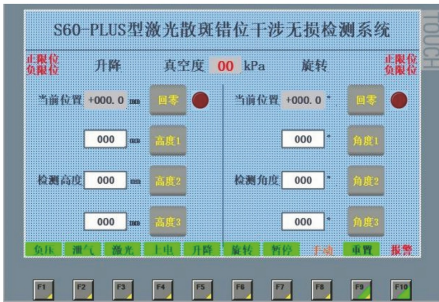 TOUCH
S60-PLUS型激光散斑错位干涉无损检测系统
正限位 升降 真空度 00 kPa 旋转 正限位
负限位 负限位
当前位置 +000.0 mm 回零 当前位置 +000.0 ° 回零
000 mm 高度1 000 ° 角度1
检测高度 000 mm 高度2 检测角度 000 ° 角度2
000 mm 高度3 000 ° 角度3
负压 泄气 激光 上电 升降 旋转 暂停 手动 重置 报警
F1 F2 F3 F4 F5 F6 F7 F8 F9 F10